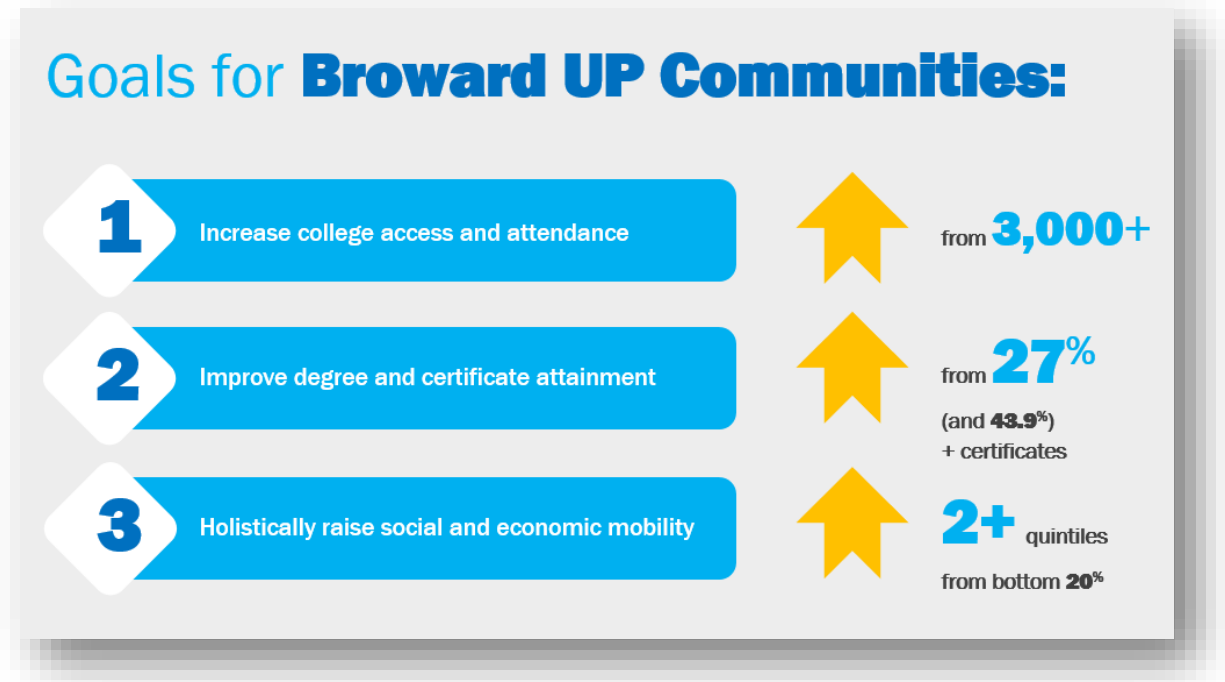 Goals for Broward UP Communities:
1
Increase college access and attendance
from 3,000+
2
Improve degree and certificate attainment
from 27%
(and 43.9%)
+ certificates
3
Holistically raise social and economic mobility
2+ quintiles
from bottom 20%